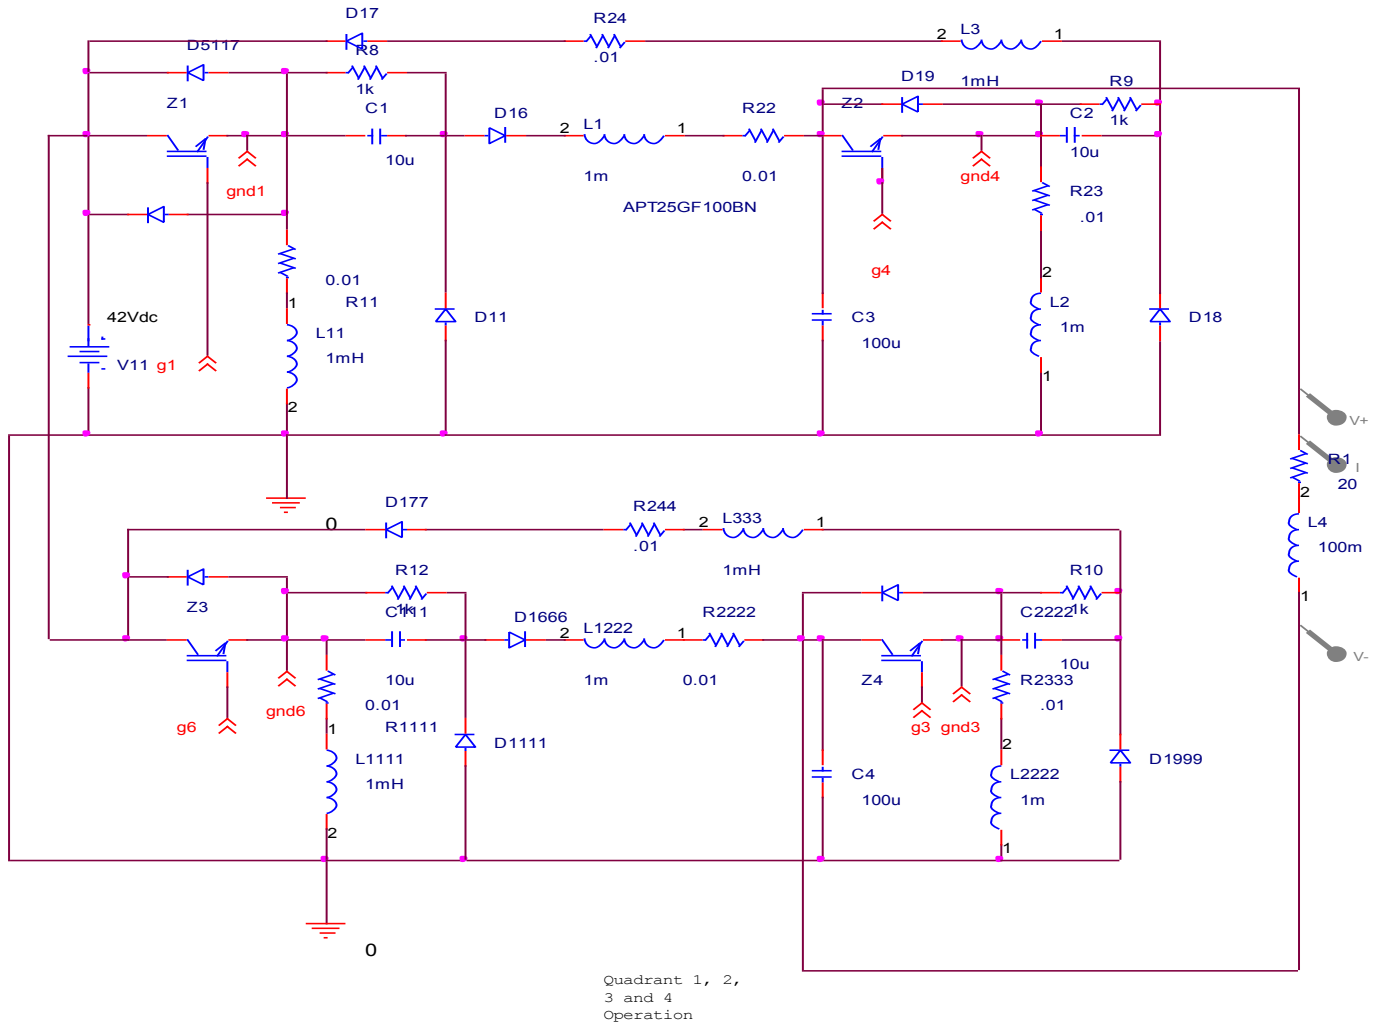 D17
R24
.01
2 L3 1
1mH
D5117
R8
1k
Z1
C1
10u
gnd1
D16
2 L1 1
1m
R22
0.01
APT25GF100BN
D19
Z2
R9
1k
C2
10u
gnd4
R23
.01
g4
2
L2
1m
1
C3
100u
D18
0.01
R11
1
L11
1mH
2
D11
42Vdc
V11
g1
V+
I
R1
20
2
L4
100m
1
V-
0
D177
R244
.01
2 L333 1
1mH
Z3
R12
1k
C1111
10u
gnd6
g6
0.01
R1111
1
L1111
1mH
2
D1111
D1666
2 L1222 1
1m
R2222
0.01
R10
1k
C2222
10u
Z4
R2333
.01
g3
gnd3
2
L2222
1m
1
C4
100u
D1999
0
Quadrant 1, 2,
3 and 4
Operation